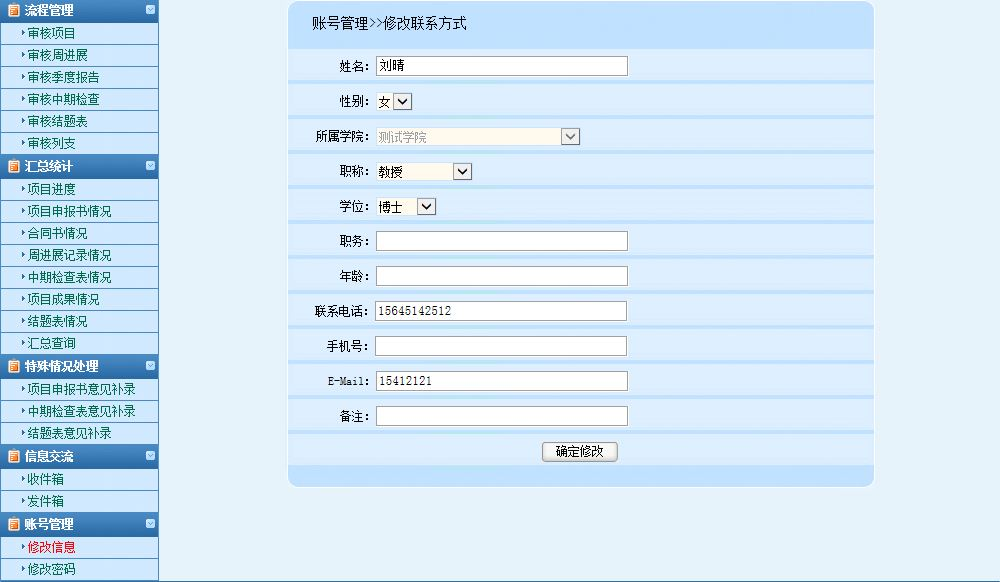 流程管理
审核项目
审核周进展
审核季度报告
审核中期检查
审核结题表
审核列支
汇总统计
项目进度
项目申报书情况
合同书情况
周进展记录情况
中期检查表情况
项目成果情况
结题表情况
汇总查询
特殊情况处理
项目申报书意见补录
中期检查表意见补录
结题表意见补录
信息交流
收件箱
发件箱
账号管理
修改信息
修改密码
账号管理>>修改联系方式
姓名： 刘晴
性别： 女
所属学院： 测试学院
职称： 教授
学位： 博士
职务：
年龄：
联系电话： 15645142512
手机号：
E-Mail： 15412121
备注：
确定修改